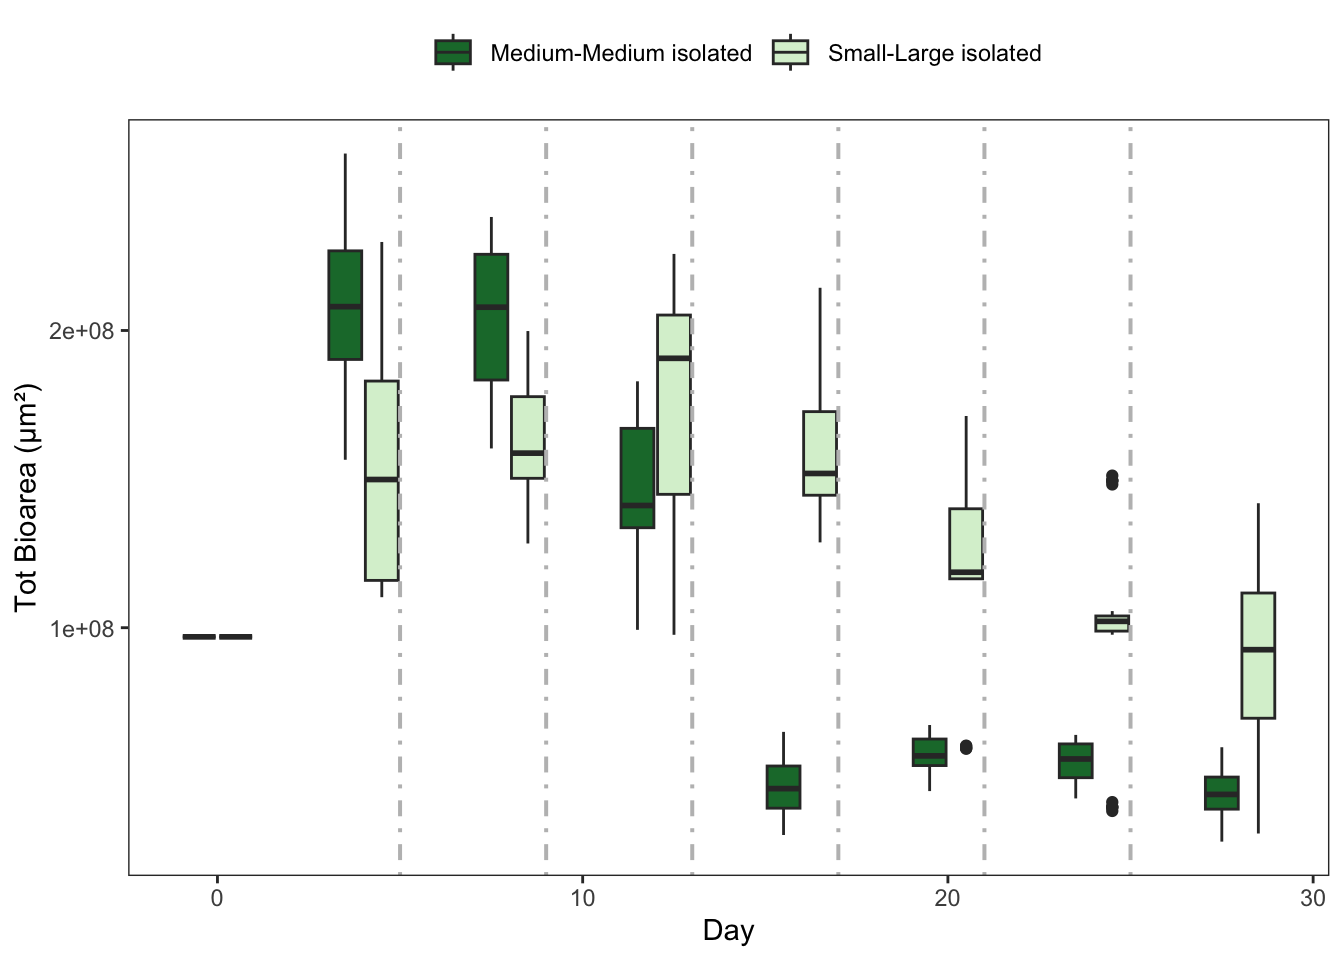 Medium-Medium isolated Small-Large isolated
Tot Bioarea (µm²)
2e+08
1e+08
0 10 20 30
Day